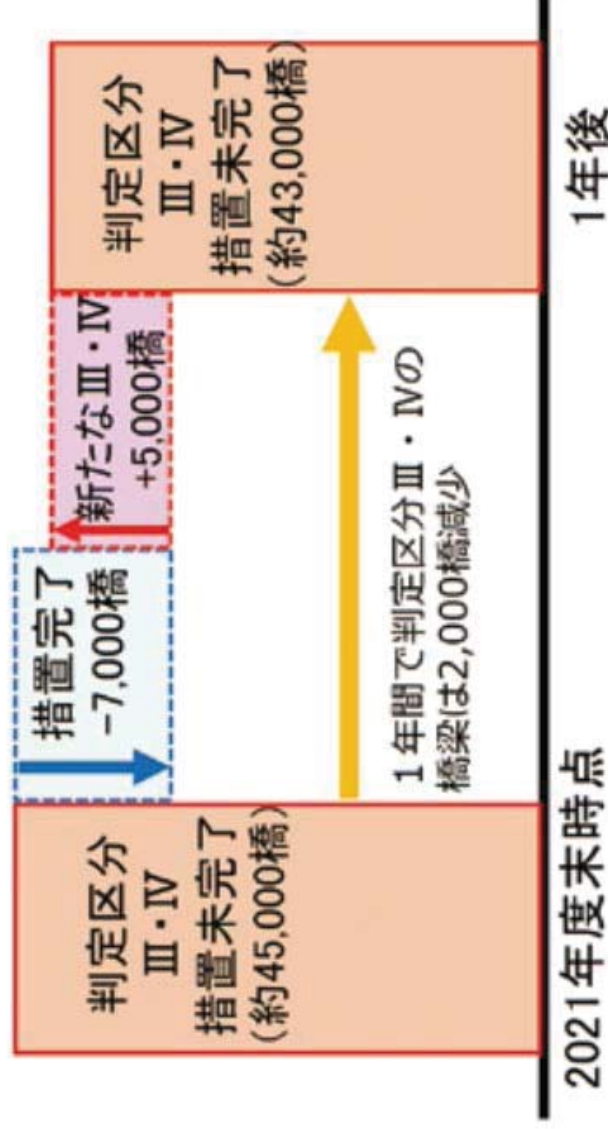 判定区分
Ⅲ・Ⅳ
措置未完了
(約45,000橋)
措置完了
-7,000橋
新たなⅢ・Ⅳ
+5,000橋
判定区分
Ⅲ・Ⅳ
措置未完了
(約43,000橋)
1年間で判定区分Ⅲ・Ⅳの
橋梁は2,000橋減少
2021年度末時点
1年後